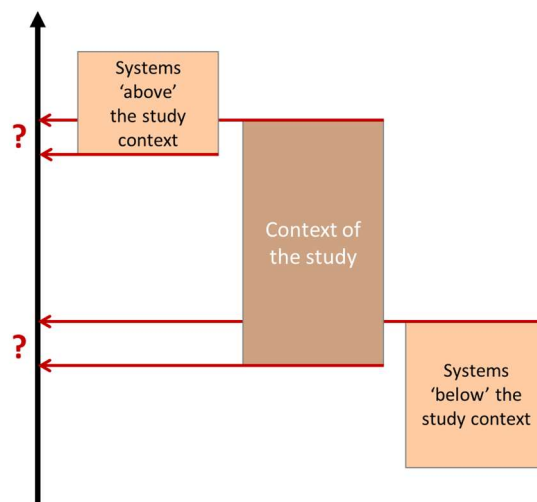 Systems
‘above’
the study
context
?
Context of
the study
?
Systems
‘below’ the
study context